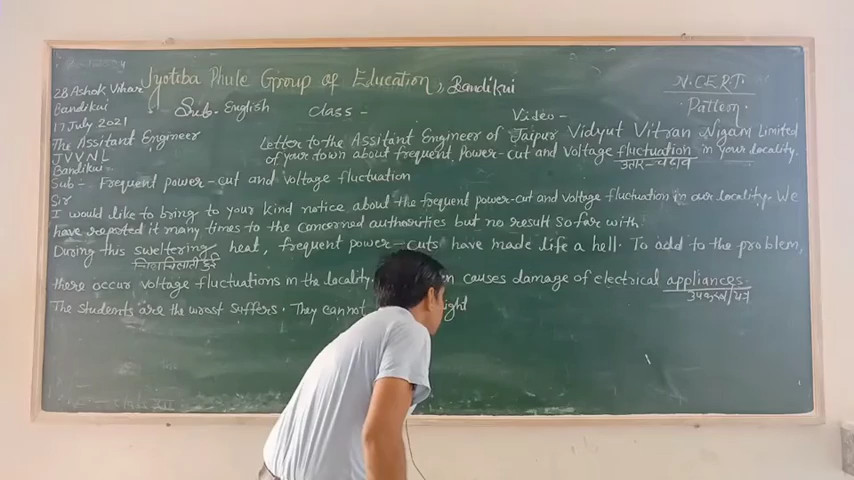 Jyotiba Phule Group of Education, Bandikui
N.C.E.R.T.
Pattern
Sub- English Class -
Video -
28 Ashok Vihar
Bandikui
17 July 2021
The Assitant Engineer
J V V N L
Bandikui
Letter to the Assitant Engineer of Jaipur Vidyut Vitran Nigam Limited
of your town about frequent Power-cut and Voltage fluctuation in your locality.
उतार-चढाव
Sub- Frequent power-cut and voltage fluctuation
Sir
I would like to bring to your kind notice about the frequent power-cut and voltage fluctuation in our locality. We
have reported it many times to the concerned authorities but no result so far with.
During this sweltering heat, frequent power-cuts have made life a hell. To add to the problem,
there occur voltage fluctuations in the locality causes damage of electrical appliances.
The students are the worst suffers. They cannot